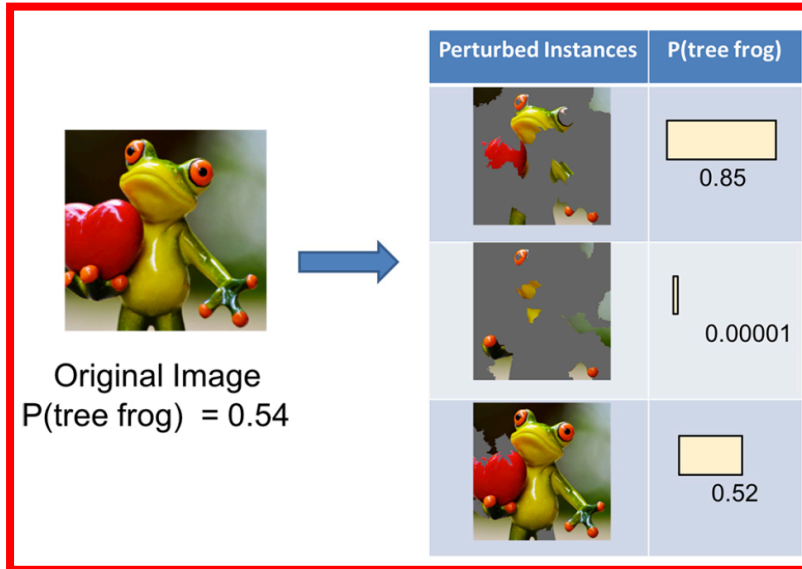 Perturbed Instances
P(tree frog)
0.85
0.00001
0.52
Original Image
P(tree frog) = 0.54